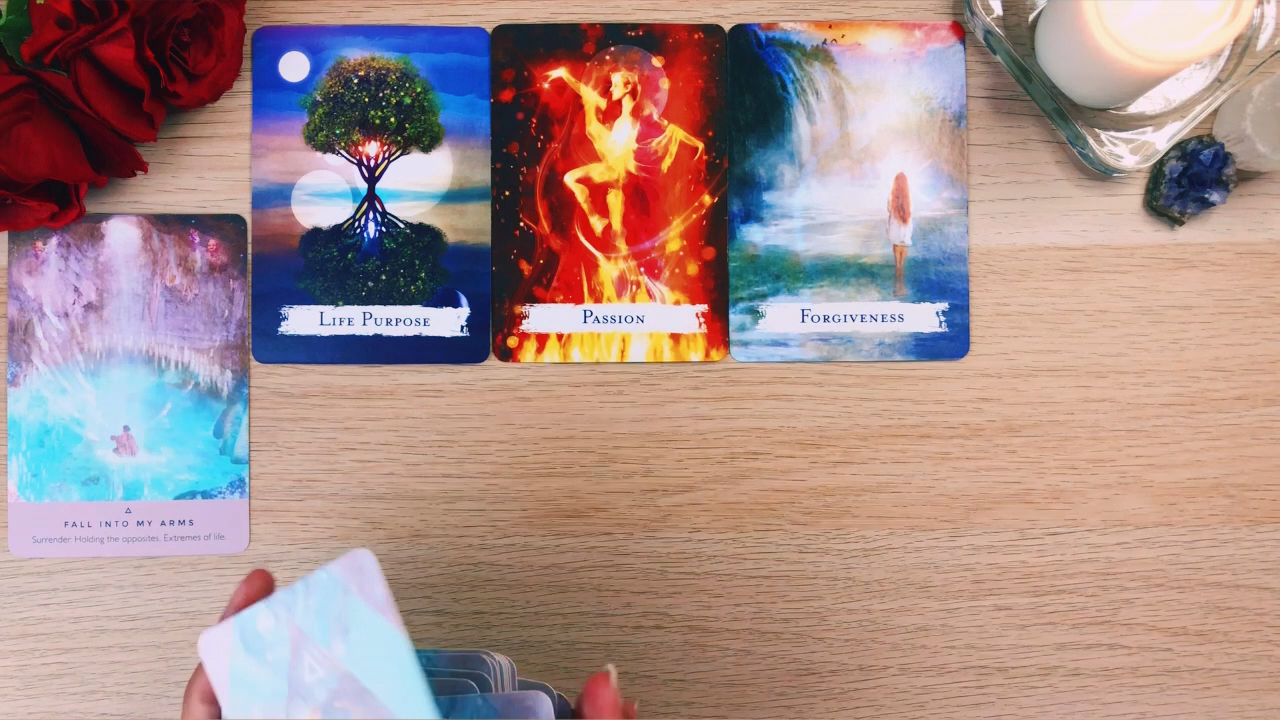 Life Purpose
Passion
Forgiveness
FALL INTO MY ARMS
Surrender. Holding the opposites. Extremes of life.